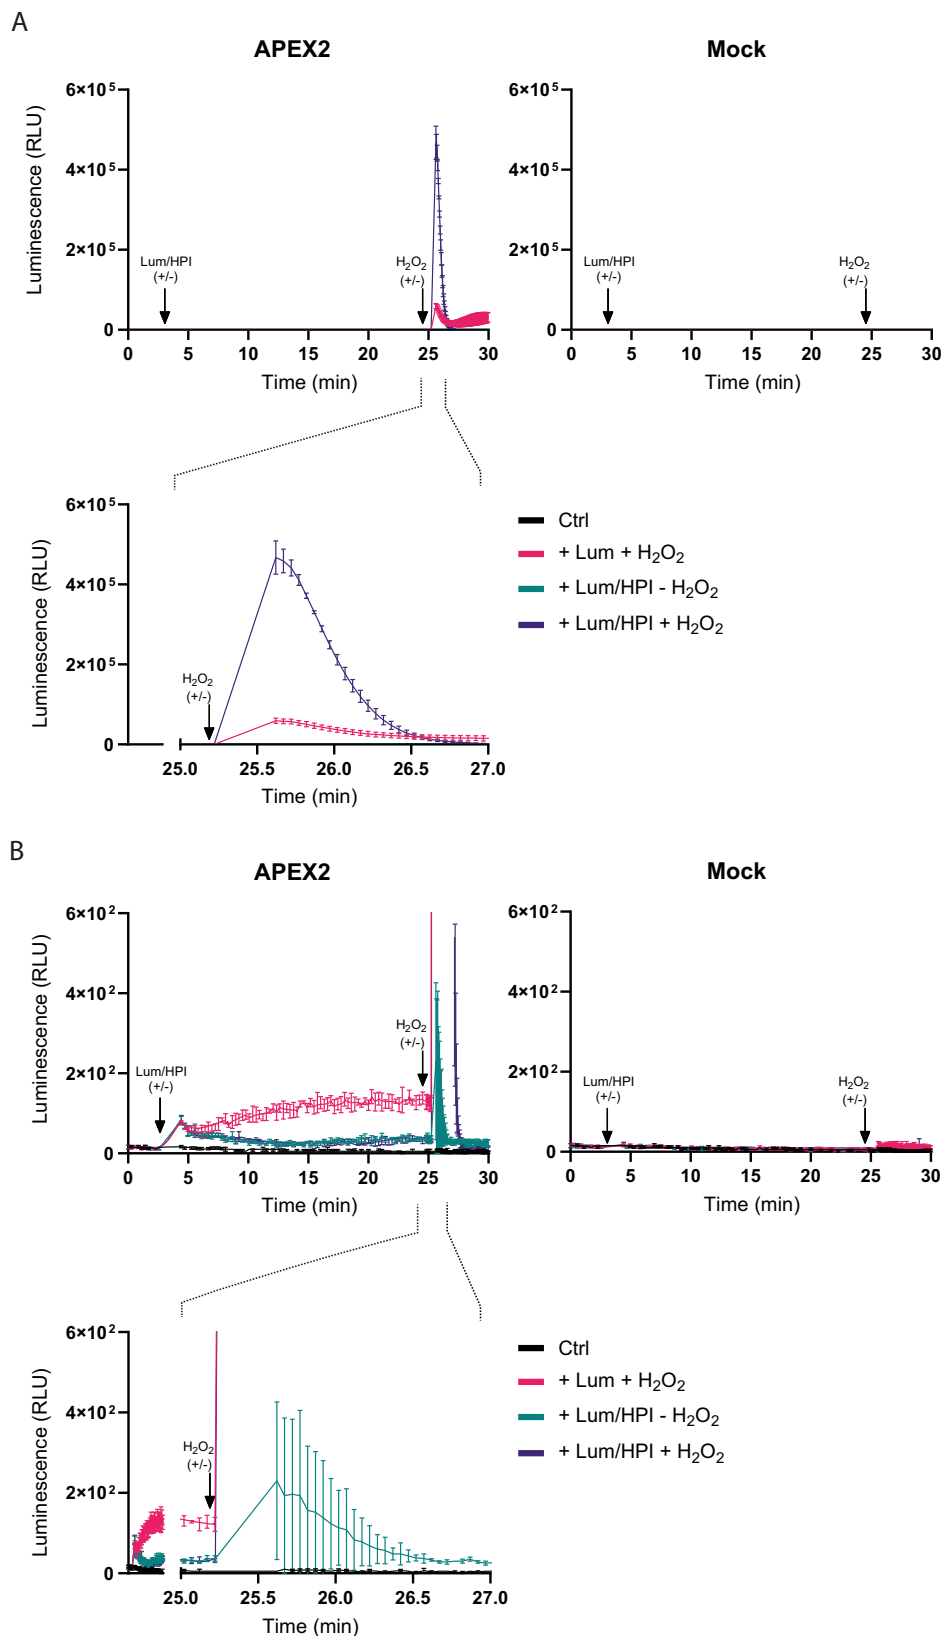 A
APEX2
Mock
Luminescence (RLU)
6×10⁵
4×10⁵
2×10⁵
0
Lum/HPI
(+/-)
H₂O₂
(+/-)
0 5 10 15 20 25 30
Time (min)
6×10⁵
4×10⁵
2×10⁵
0
Lum/HPI
(+/-)
H₂O₂
(+/-)
0 5 10 15 20 25 30
Time (min)
Luminescence (RLU)
6×10⁵
4×10⁵
2×10⁵
0
H₂O₂
(+/-)
25.0 25.5 26.0 26.5 27.0
Time (min)
Ctrl
+ Lum + H₂O₂
+ Lum/HPI - H₂O₂
+ Lum/HPI + H₂O₂
B
APEX2
Mock
Luminescence (RLU)
6×10²
4×10²
2×10²
0
Lum/HPI
(+/-)
H₂O₂
(+/-)
0 5 10 15 20 25 30
Time (min)
6×10²
4×10²
2×10²
0
Lum/HPI
(+/-)
H₂O₂
(+/-)
0 5 10 15 20 25 30
Time (min)
Luminescence (RLU)
6×10²
4×10²
2×10²
0
H₂O₂
(+/-)
25.0 25.5 26.0 26.5 27.0
Time (min)
Ctrl
+ Lum + H₂O₂
+ Lum/HPI - H₂O₂
+ Lum/HPI + H₂O₂